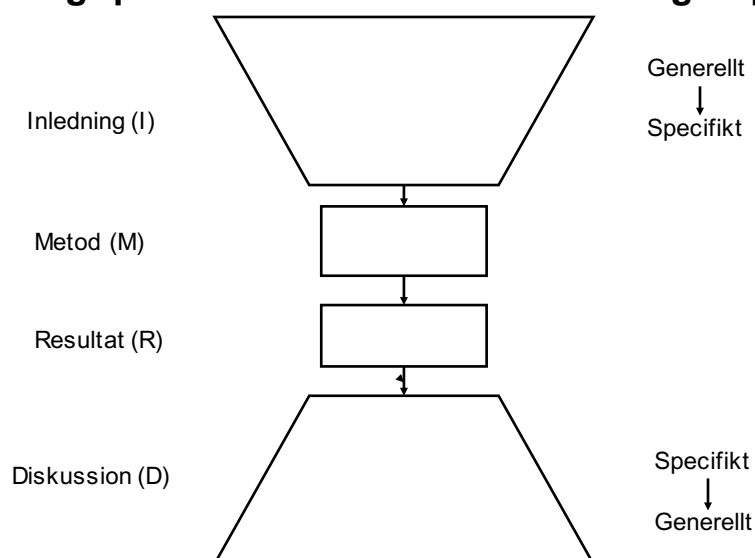 Generellt
Inledning (I)
Specifikt
Metod (M)
Resultat (R)
Specifikt
Diskussion (D)
Generellt